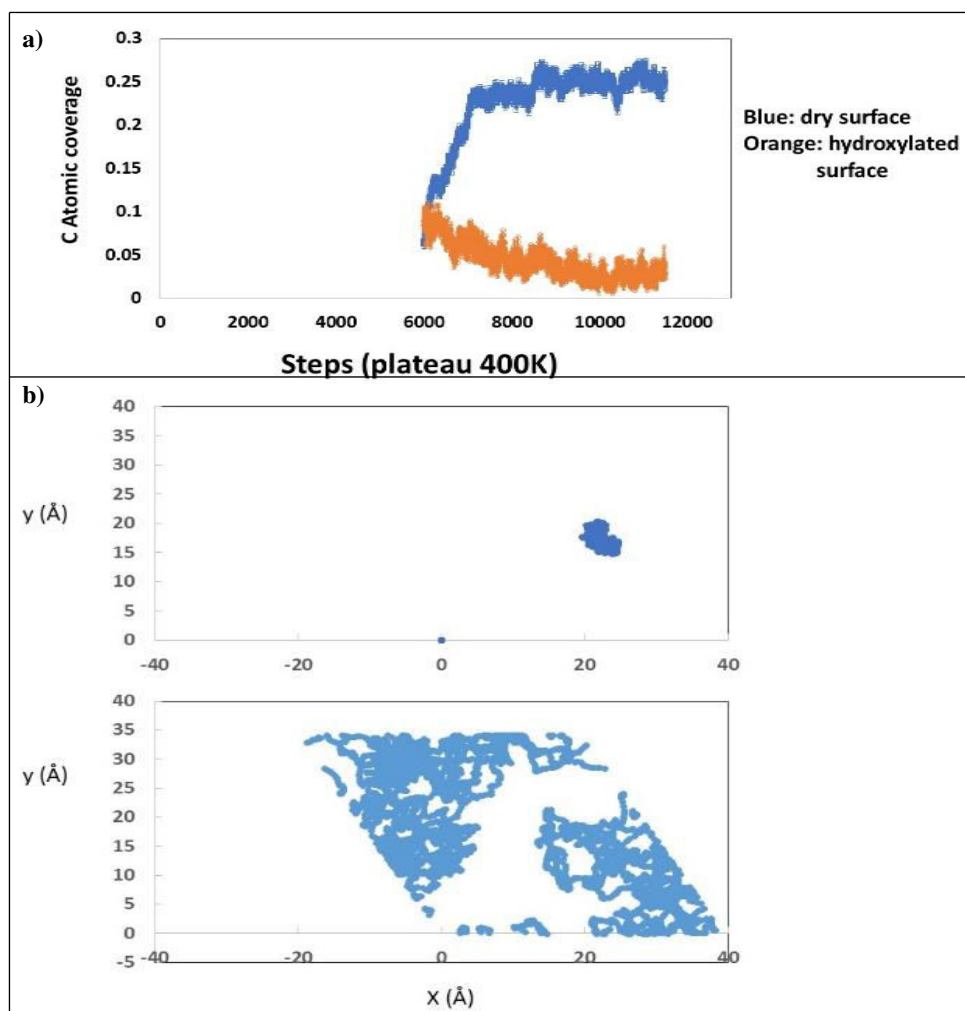 a)
C Atomic coverage
0.3
0.25
0.2
0.15
0.1
0.05
0
0 2000 4000 6000 8000 10000 12000
Steps (plateau 400K)
Blue: dry surface
Orange: hydroxylated
surface
b)
y (Å)
40
35
30
25
20
15
10
5
0
-40 -20 0 20 40
y (Å)
40
35
30
25
20
15
10
5
0
-5
-40 -20 0 20 40
X (Å)